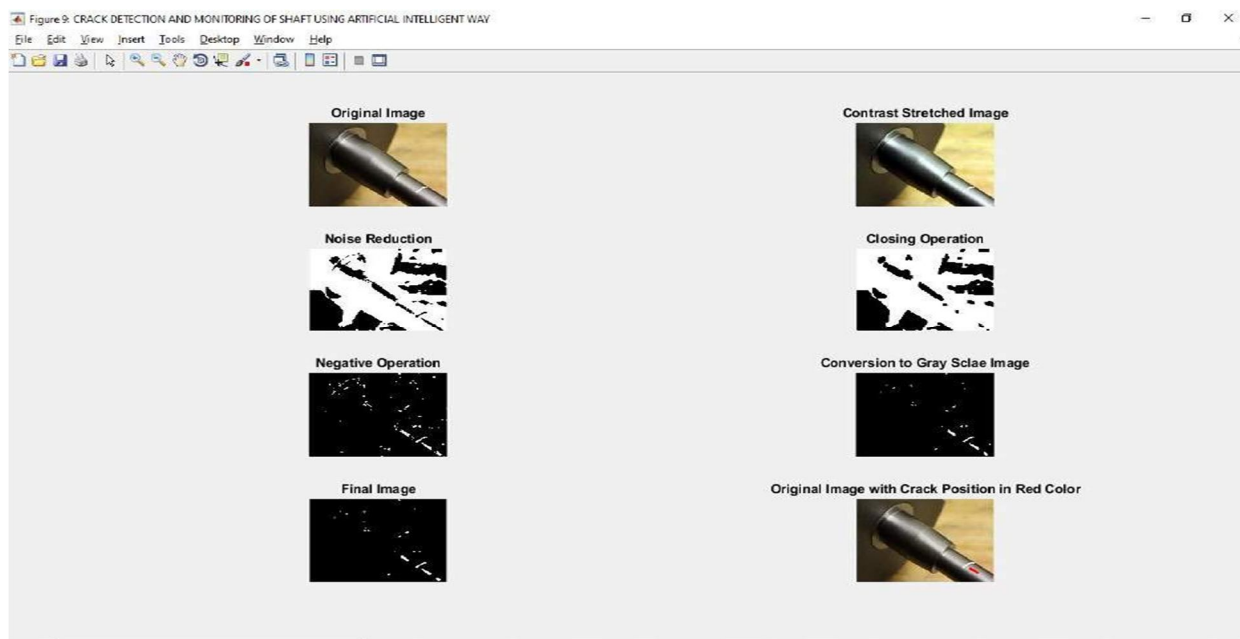 Figure 9: CRACK DETECTION AND MONITORING OF SHAFT USING ARTIFICIAL INTELLIGENT WAY
File Edit View Insert Tools Desktop Window Help
Original Image
Contrast Stretched Image
Noise Reduction
Closing Operation
Negative Operation
Conversion to Gray Sclae Image
Final Image
Original Image with Crack Position in Red Color